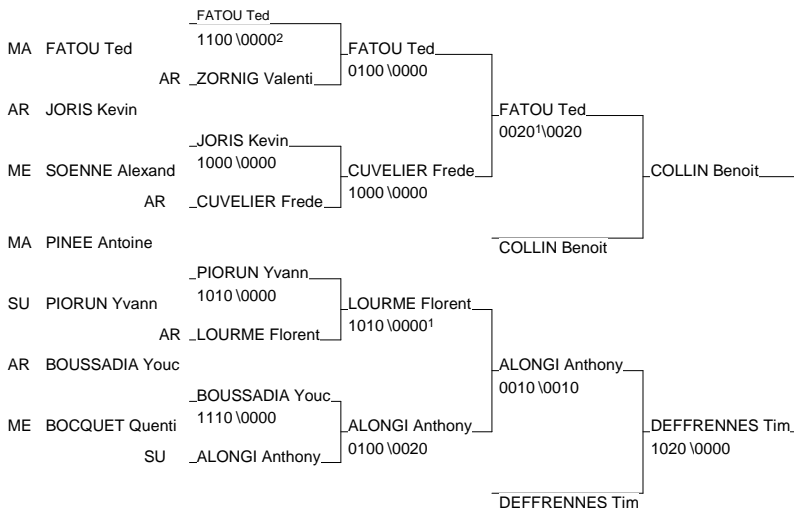 FATOU Ted
1100 \0000²
MA FATOU Ted FATOU Ted
0100 \0000
AR ZORNIG Valenti
AR JORIS Kevin FATOU Ted
0020¹\0020
JORIS Kevin
1000 \0000
ME SOENNE Alexand CUVELIER Frede COLLIN Benoit
1000 \0000
AR CUVELIER Frede
MA PINEE Antoine COLLIN Benoit
PIORUN Yvann
1010 \0000
SU PIORUN Yvann LOURME Florent
1010 \0000¹
AR LOURME Florent
AR BOUSSADIA Youc ALONGI Anthony
0010 \0010
BOUSSADIA Youc
1110 \0000
ME BOCQUET Quenti ALONGI Anthony DEFFRENNES Tim
0100 \0020 1020 \0000
SU ALONGI Anthony
DEFFRENNES Tim